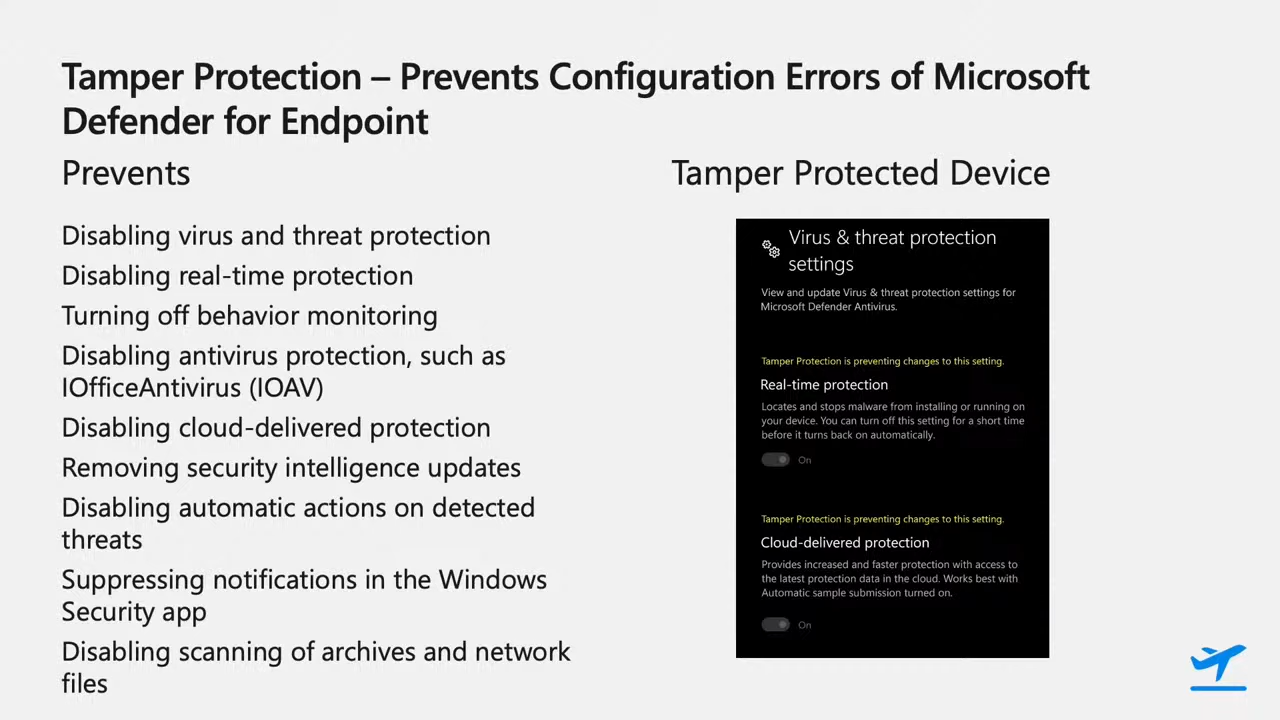 Tamper Protection – Prevents Configuration Errors of Microsoft
Defender for Endpoint
Prevents
Disabling virus and threat protection
Disabling real-time protection
Turning off behavior monitoring
Disabling antivirus protection, such as
IOfficeAntivirus (IOAV)
Disabling cloud-delivered protection
Removing security intelligence updates
Disabling automatic actions on detected
threats
Suppressing notifications in the Windows
Security app
Disabling scanning of archives and network
files
Tamper Protected Device
Virus & threat protection
settings
View and update Virus & threat protection settings for
Microsoft Defender Antivirus.
Tamper Protection is preventing changes to this setting.
Real-time protection
Locates and stops malware from installing or running on
your device. You can turn off this setting for a short time
before it turns back on automatically.
On
Tamper Protection is preventing changes to this setting.
Cloud-delivered protection
Provides increased and faster protection with access to
the latest protection data in the cloud. Works best with
Automatic sample submission turned on.
On